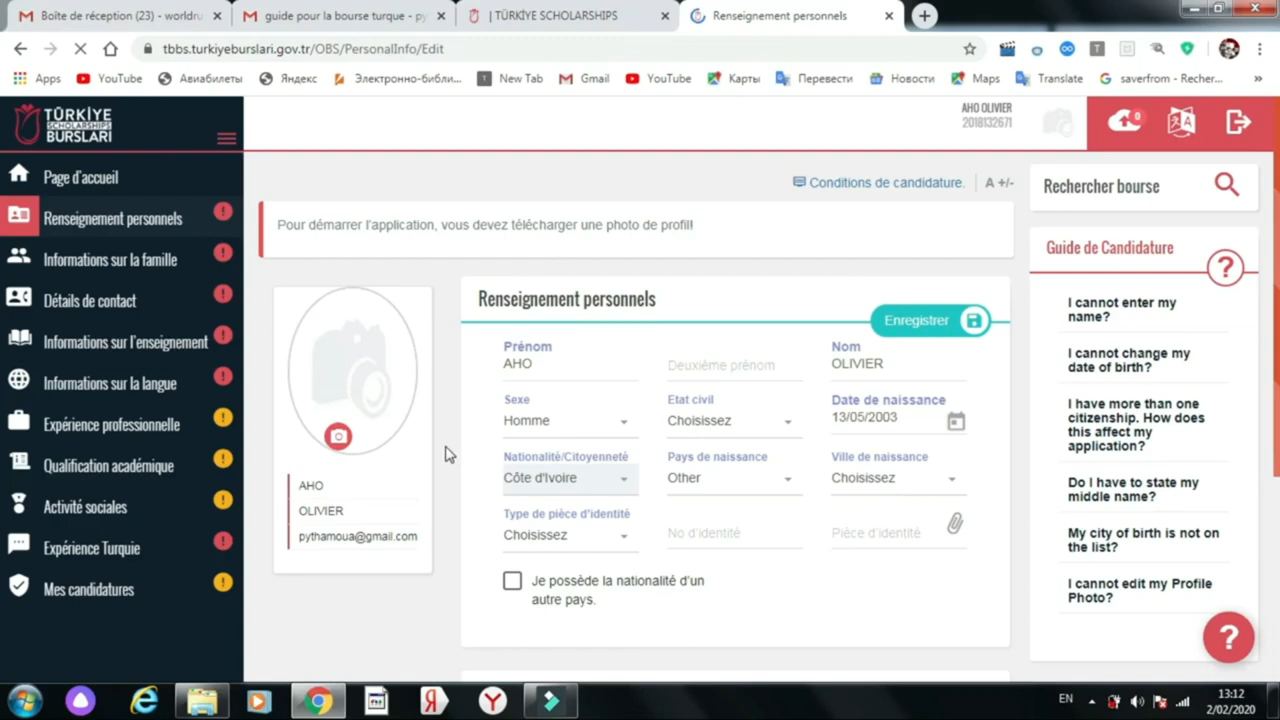 Boîte de réception (23) - worldru
guide pour la bourse turque - py
| TÜRKİYE SCHOLARSHIPS
Renseignement personnels
tbbs.turkiyeburslari.gov.tr/OBS/PersonalInfo/Edit
Apps
YouTube
Авиабилеты
Яндекс
Электронно-библи...
New Tab
Gmail
YouTube
Карты
Перевести
Новости
Maps
Translate
saverfrom - Recher...
»
TÜRKİYE
SCHOLARSHIPS
BURSLARI
AHO OLIVIER
2018132671
0
Page d'accueil
Renseignement personnels
Informations sur la famille
Détails de contact
Informations sur l'enseignement
Informations sur la langue
Expérience professionnelle
Qualification académique
Activité sociales
Expérience Turquie
Mes candidatures
Conditions de candidature.
A +/-
Pour démarrer l'application, vous devez télécharger une photo de profil!
AHO
OLIVIER
pythamoua@gmail.com
Renseignement personnels
Enregistrer
Prénom
AHO
Deuxième prénom
Nom
OLIVIER
Sexe
Homme
Etat civil
Choisissez
Date de naissance
13/05/2003
Nationalité/Citoyenneté
Côte d'Ivoire
Pays de naissance
Other
Ville de naissance
Choisissez
Type de pièce d'identité
Choisissez
No d'identité
Pièce d'identité
Je possède la nationalité d'un
autre pays.
Rechercher bourse
Guide de Candidature
?
I cannot enter my
name?
I cannot change my
date of birth?
I have more than one
citizenship. How does
this affect my
application?
Do I have to state my
middle name?
My city of birth is not on
the list?
I cannot edit my Profile
Photo?
?
EN
13:12
2/02/2020